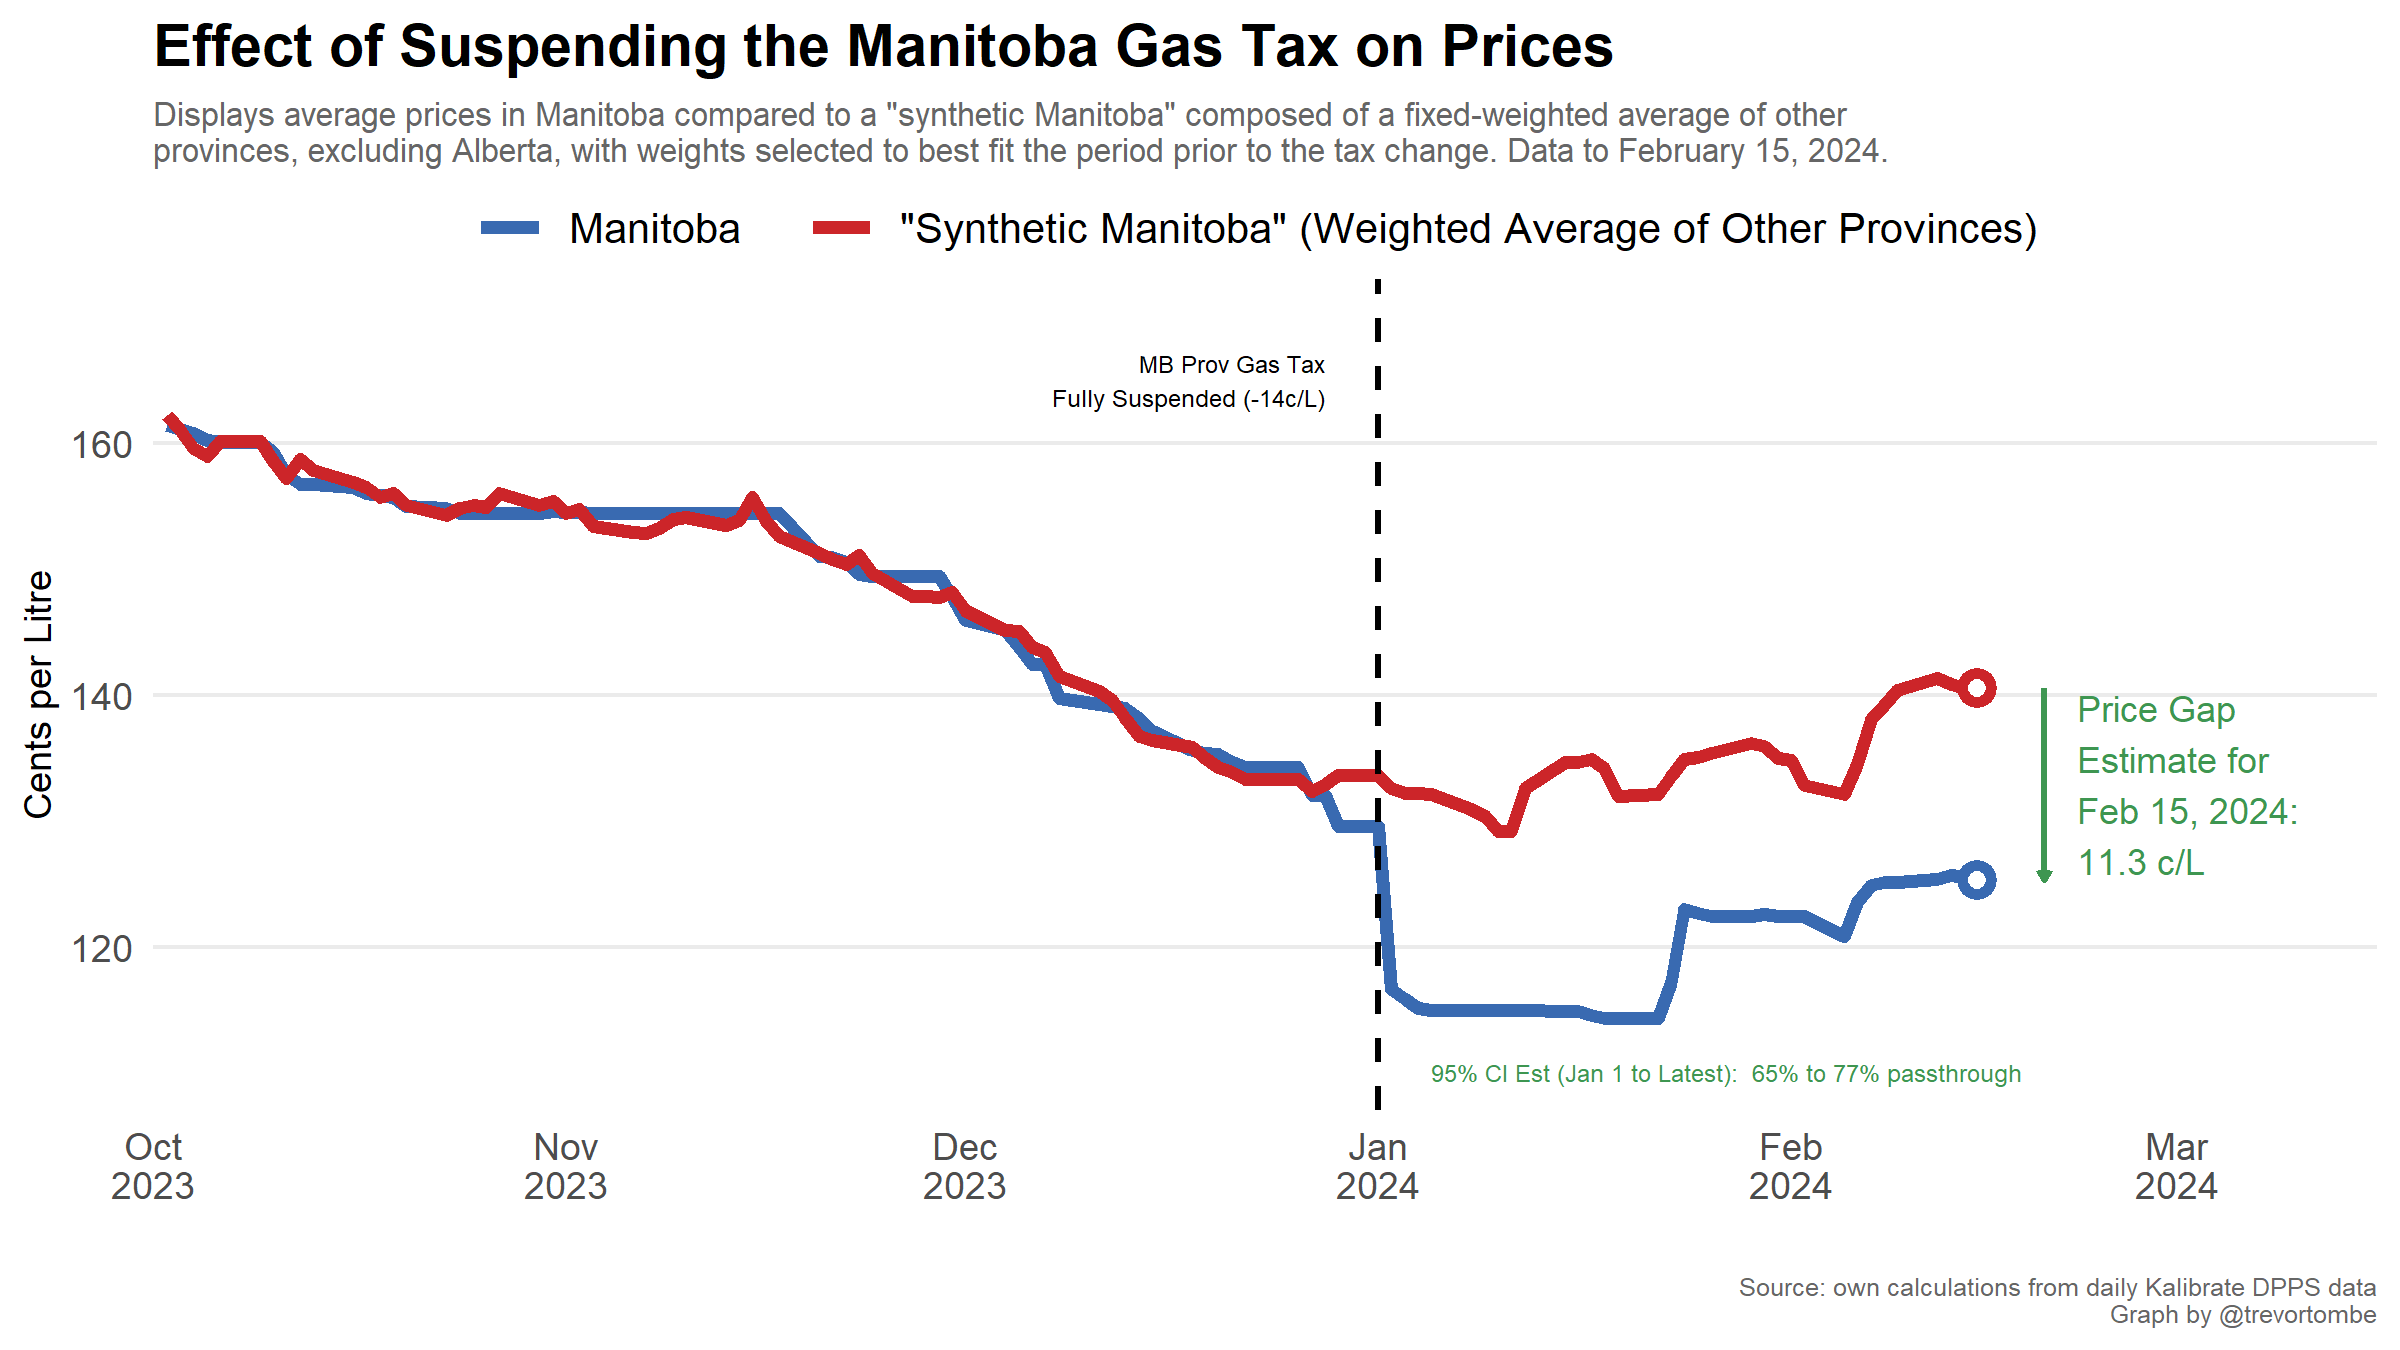 Effect of Suspending the Manitoba Gas Tax on Prices
Displays average prices in Manitoba compared to a "synthetic Manitoba" composed of a fixed-weighted average of other
provinces, excluding Alberta, with weights selected to best fit the period prior to the tax change. Data to February 15, 2024.
Manitoba
"Synthetic Manitoba" (Weighted Average of Other Provinces)
MB Prov Gas Tax
Fully Suspended (-14c/L)
160
140
120
Cents per Litre
Price Gap
Estimate for
Feb 15, 2024:
11.3 c/L
95% CI Est (Jan 1 to Latest):  65% to 77% passthrough
Oct
2023
Nov
2023
Dec
2023
Jan
2024
Feb
2024
Mar
2024
Source: own calculations from daily Kalibrate DPPS data
Graph by @trevortombe